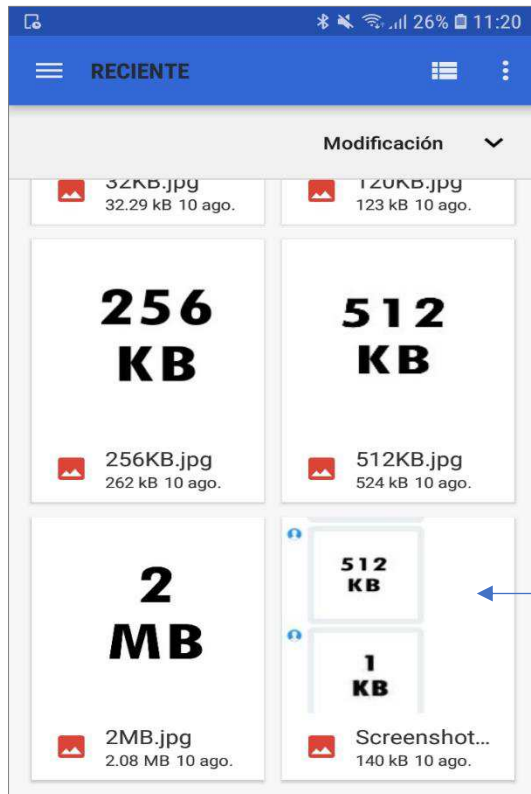 26% 11:20
RECIENTE
Modificación
32KB.jpg
32.29 kB 10 ago.
120KB.jpg
123 kB 10 ago.
256
KB
256KB.jpg
262 kB 10 ago.
512
KB
512KB.jpg
524 kB 10 ago.
2
MB
2MB.jpg
2.08 MB 10 ago.
512
KB
1
KB
Screenshot...
140 kB 10 ago.